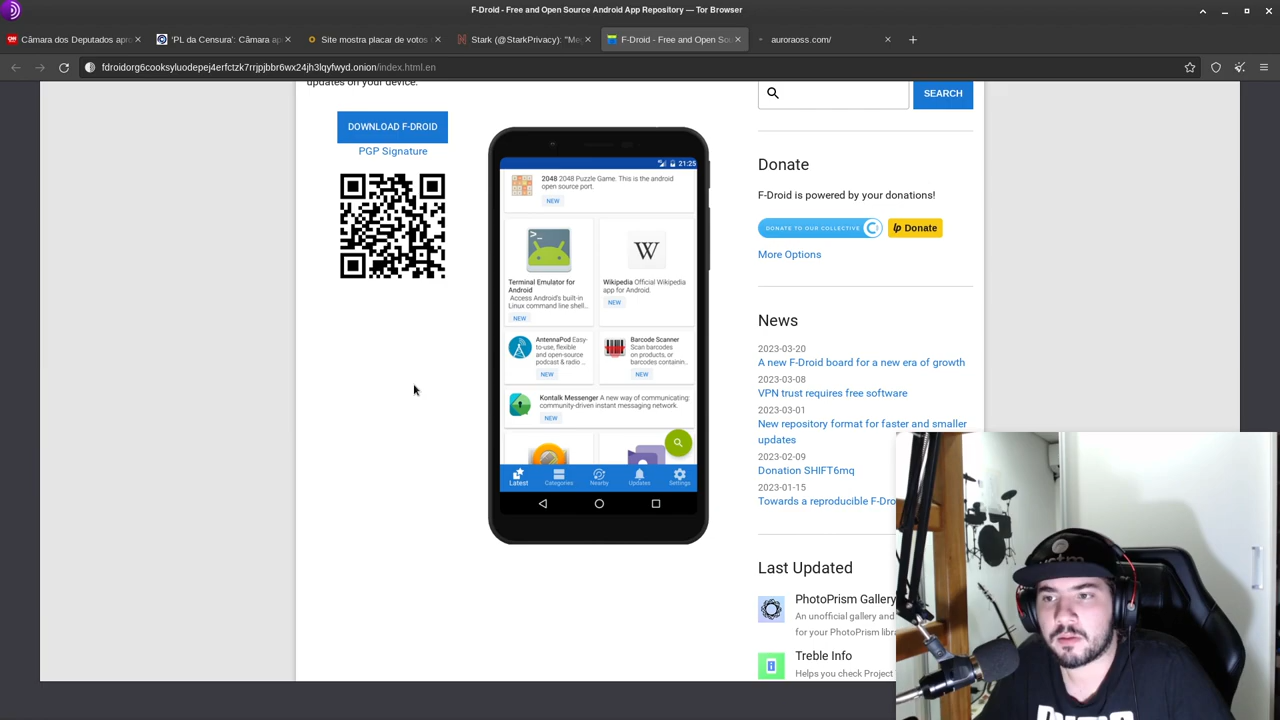 F-Droid - Free and Open Source Android App Repository — Tor Browser
Câmara dos Deputados apro
'PL da Censura': Câmara ap
Site mostra placar de votos
Stark (@StarkPrivacy): "Me
F-Droid - Free and Open Sou
auroraoss.com/
fdroidorg6cooksyluodepej4erfctzk7rrjpjbbr6wx24jh3lqyfwyd.onion/index.html.en
updates on your device.
DOWNLOAD F-DROID
PGP Signature
21:25
2048 2048 Puzzle Game. This is the android
open source port.
NEW
Terminal Emulator for
Android
Access Android's built-in
Linux command line shell...
NEW
Wikipedia Official Wikipedia
app for Android.
NEW
AntennaPod Easy-
to-use, flexible
and open-source
podcast & radio ...
NEW
Barcode Scanner
Scan barcodes
on products, or
barcodes containin...
NEW
Kontalk Messenger A new way of communicating:
community-driven instant messaging network.
NEW
Latest
Categories
Nearby
Updates
Settings
SEARCH
Donate
F-Droid is powered by your donations!
DONATE TO OUR COLLECTIVE
lp Donate
More Options
News
2023-03-20
A new F-Droid board for a new era of growth
2023-03-08
VPN trust requires free software
2023-03-01
New repository format for faster and smaller
updates
2023-02-09
Donation SHIFT6mq
2023-01-15
Towards a reproducible F-Dro
Last Updated
PhotoPrism Gallery
An unofficial gallery and
for your PhotoPrism libra
Treble Info
Helps you check Project